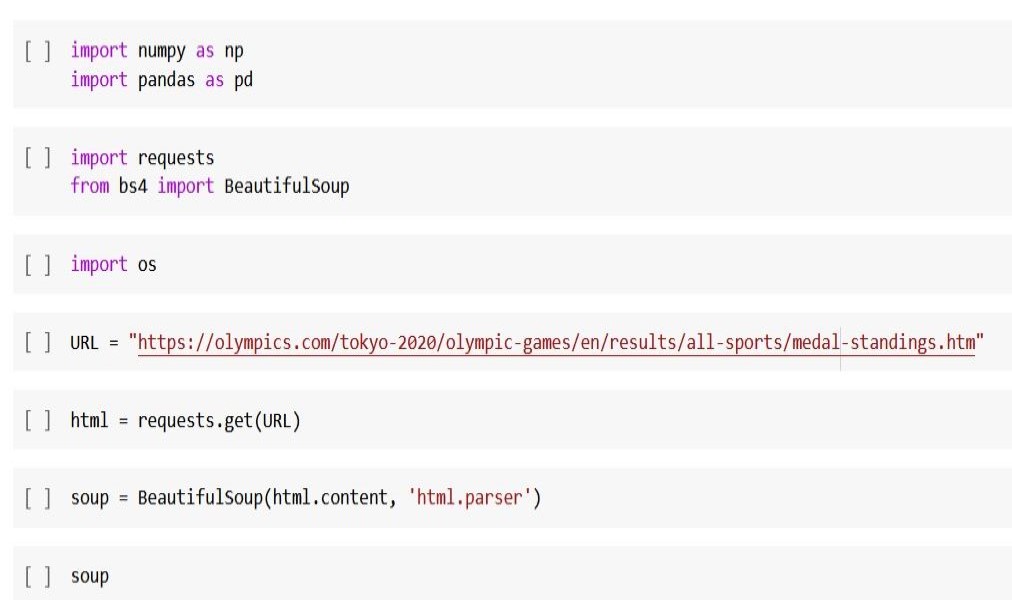 [ ] import numpy as np
import pandas as pd
[ ] import requests
from bs4 import BeautifulSoup
[ ] import os
[ ] URL = "https://olympics.com/tokyo-2020/olympic-games/en/results/all-sports/medal-standings.htm"
[ ] html = requests.get(URL)
[ ] soup = BeautifulSoup(html.content, 'html.parser')
[ ] soup